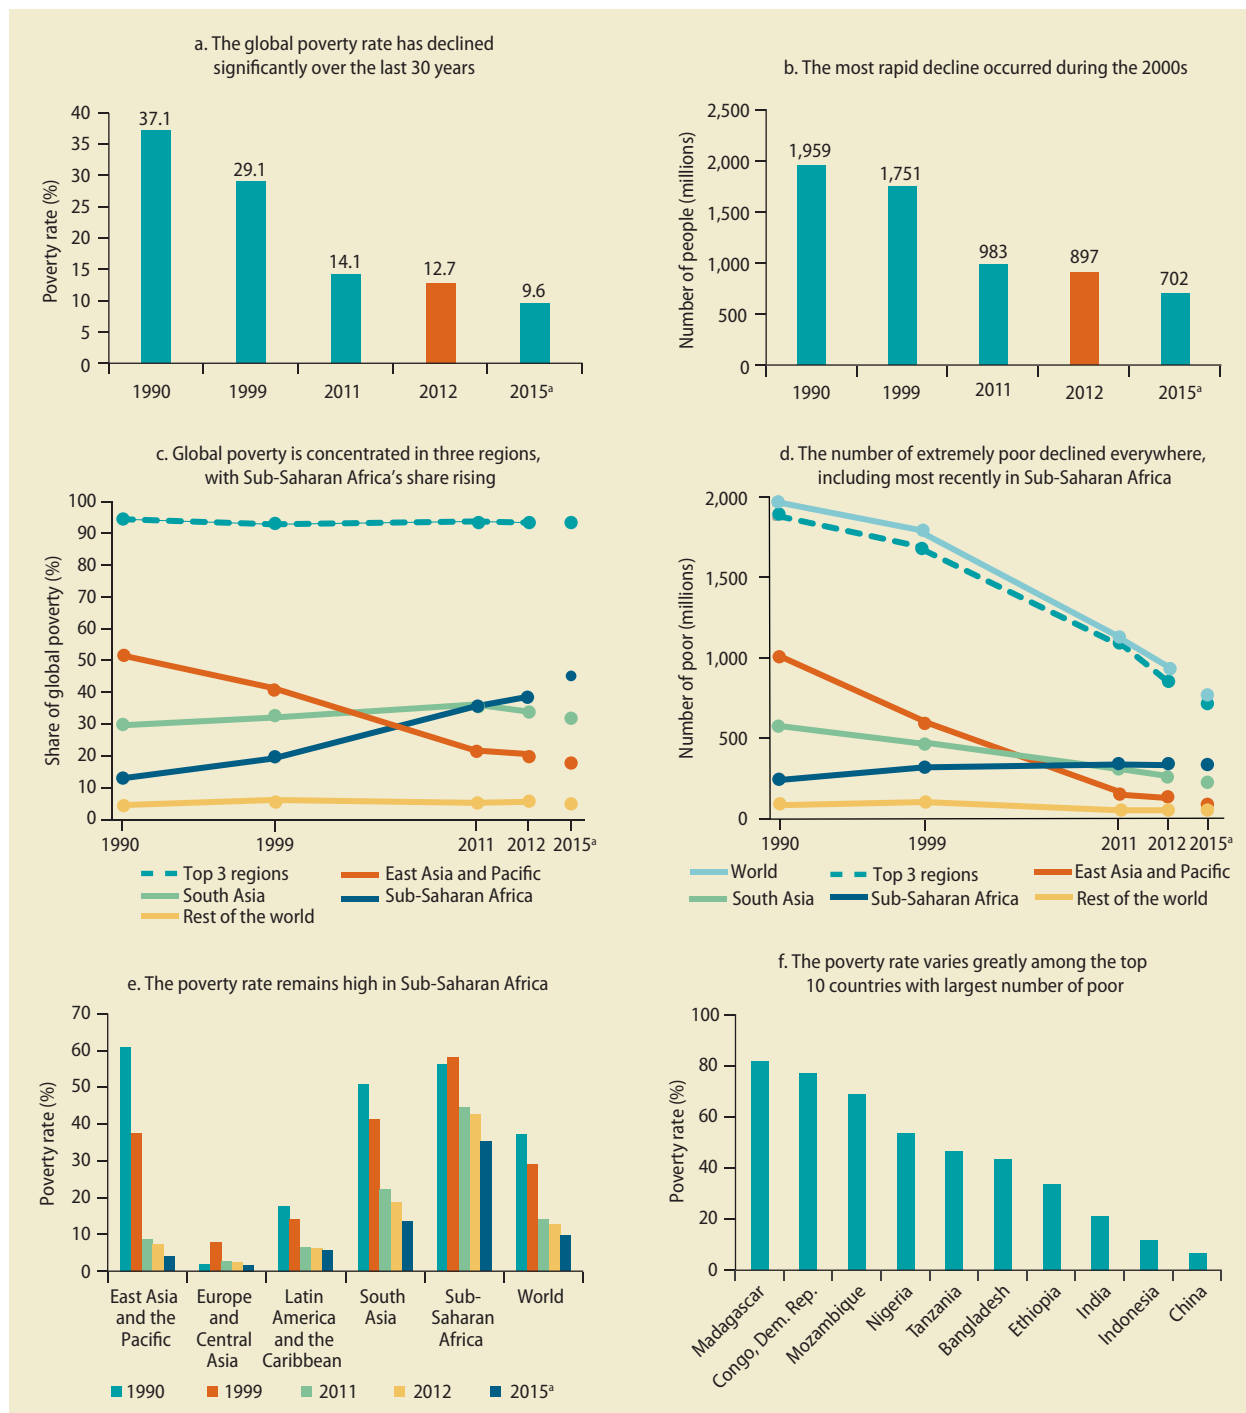 a. The global poverty rate has declined
significantly over the last 30 years
Poverty rate (%)
40
35
30
25
20
15
10
5
0
37.1
29.1
14.1
12.7
9.6
1990
1999
2011
2012
2015ᵃ
b. The most rapid decline occurred during the 2000s
Number of people (millions)
2,500
2,000
1,500
1,000
500
0
1,959
1,751
983
897
702
1990
1999
2011
2012
2015ᵃ
c. Global poverty is concentrated in three regions,
with Sub-Saharan Africa’s share rising
Share of global poverty (%)
100
90
80
70
60
50
40
30
20
10
0
1990
1999
2011
2012
2015ᵃ
Top 3 regions
East Asia and Pacific
South Asia
Sub-Saharan Africa
Rest of the world
d. The number of extremely poor declined everywhere,
including most recently in Sub-Saharan Africa
Number of poor (millions)
2,000
1,500
1,000
500
0
1990
1999
2011
2012
2015ᵃ
World
Top 3 regions
East Asia and Pacific
South Asia
Sub-Saharan Africa
Rest of the world
e. The poverty rate remains high in Sub-Saharan Africa
Poverty rate (%)
70
60
50
40
30
20
10
0
East Asia
and the
Pacific
Europe
and
Central
Asia
Latin
America
and the
Caribbean
South
Asia
Sub-
Saharan
Africa
World
1990
1999
2011
2012
2015ᵃ
f. The poverty rate varies greatly among the top
10 countries with largest number of poor
Poverty rate (%)
100
80
60
40
20
0
Madagascar
Congo, Dem. Rep.
Mozambique
Nigeria
Tanzania
Bangladesh
Ethiopia
India
Indonesia
China